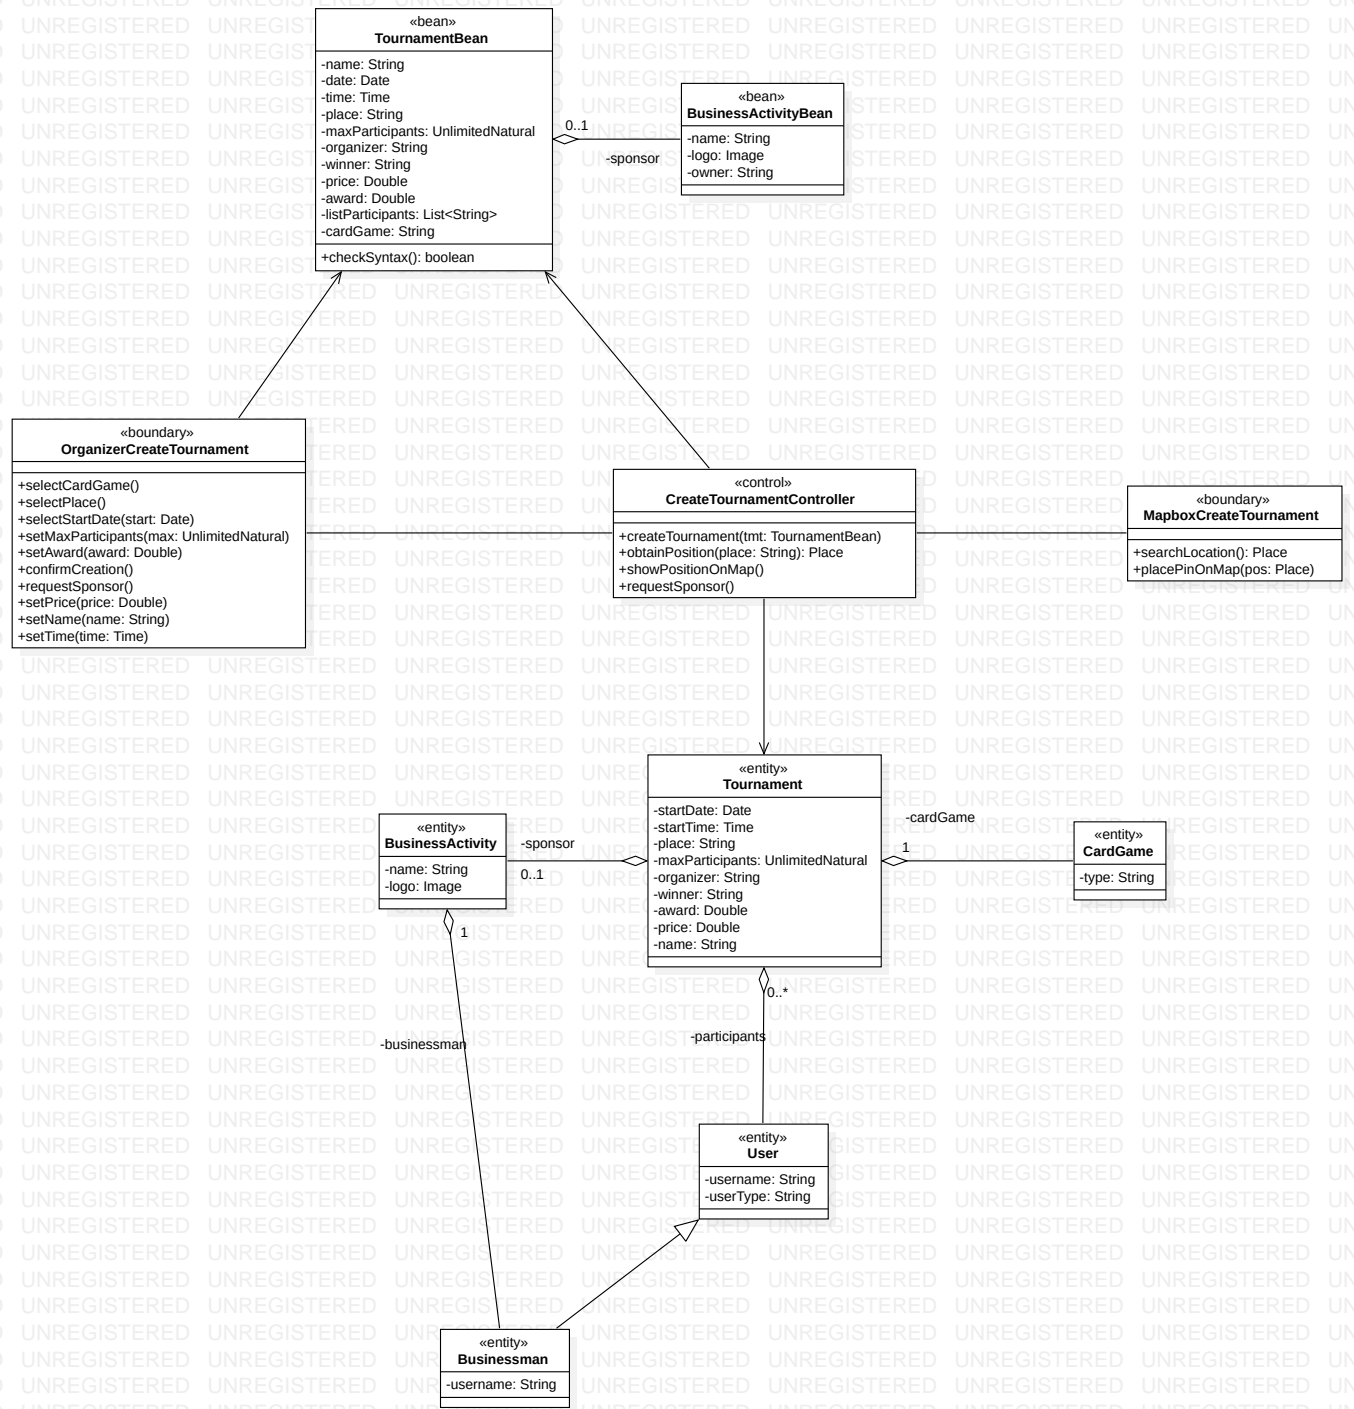 «bean»
TournamentBean
-name: String
-date: Date
-time: Time
-place: String
-maxParticipants: UnlimitedNatural
-organizer: String
-winner: String
-price: Double
-award: Double
-listParticipants: List<String>
-cardGame: String
+checkSyntax(): boolean
0..1
-sponsor
«bean»
BusinessActivityBean
-name: String
-logo: Image
-owner: String
«boundary»
OrganizerCreateTournament
+selectCardGame()
+selectPlace()
+selectStartDate(start: Date)
+setMaxParticipants(max: UnlimitedNatural)
+setAward(award: Double)
+confirmCreation()
+requestSponsor()
+setPrice(price: Double)
+setName(name: String)
+setTime(time: Time)
«control»
CreateTournamentController
+createTournament(tmt: TournamentBean)
+obtainPosition(place: String): Place
+showPositionOnMap()
+requestSponsor()
«boundary»
MapboxCreateTournament
+searchLocation(): Place
+placePinOnMap(pos: Place)
«entity»
Tournament
-startDate: Date
-startTime: Time
-place: String
-maxParticipants: UnlimitedNatural
-organizer: String
-winner: String
-award: Double
-price: Double
-name: String
«entity»
BusinessActivity
-name: String
-logo: Image
-sponsor
0..1
-cardGame
1
«entity»
CardGame
-type: String
1
-businessman
0..*
-participants
«entity»
User
-username: String
-userType: String
«entity»
Businessman
-username: String
UNREGISTERED